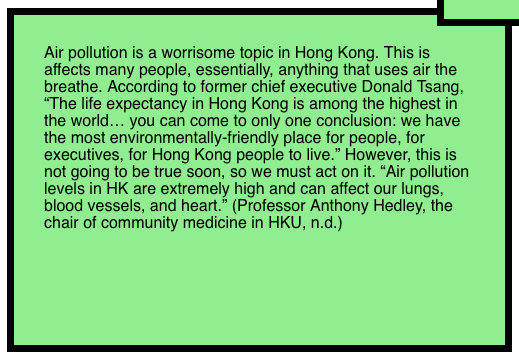 Air pollution is a worrisome topic in Hong Kong. This is
affects many people, essentially, anything that uses air the
breathe. According to former chief executive Donald Tsang,
“The life expectancy in Hong Kong is among the highest in
the world… you can come to only one conclusion: we have
the most environmentally-friendly place for people, for
executives, for Hong Kong people to live.” However, this is
not going to be true soon, so we must act on it. “Air pollution
levels in HK are extremely high and can affect our lungs,
blood vessels, and heart.” (Professor Anthony Hedley, the
chair of community medicine in HKU, n.d.)